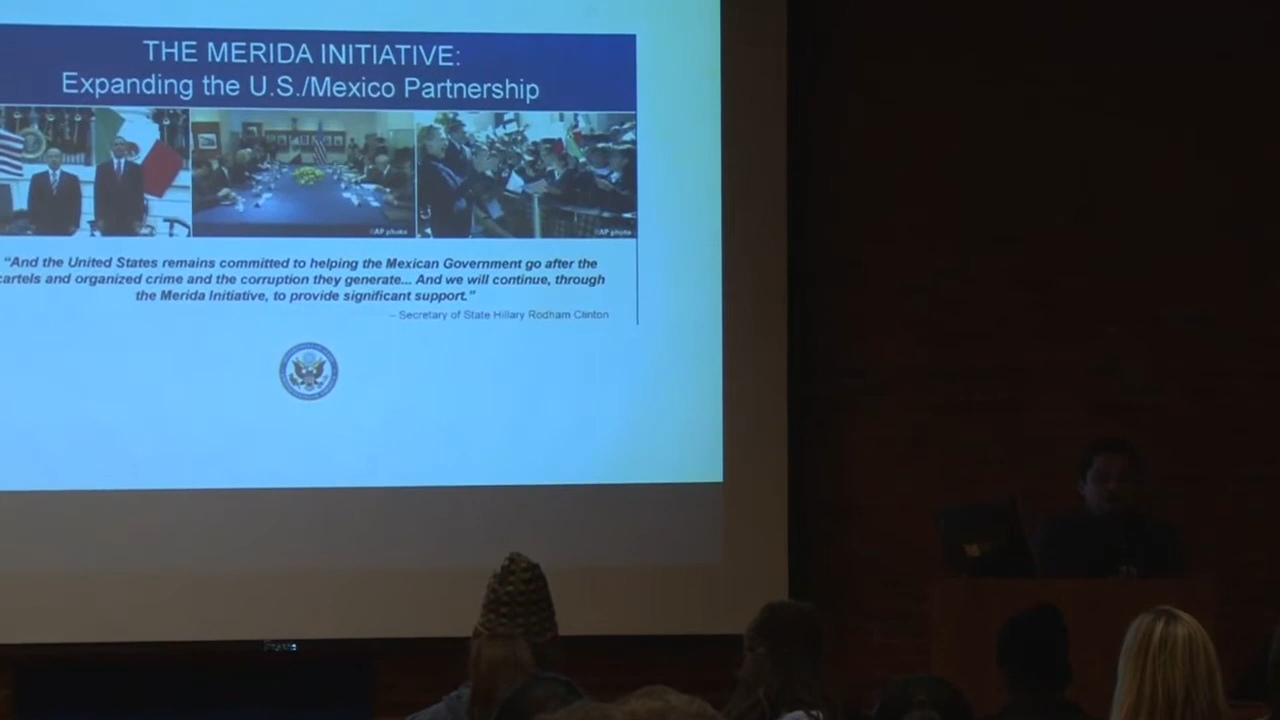 THE MERIDA INITIATIVE:
Expanding the U.S./Mexico Partnership
©AP photo
©AP photo
“And the United States remains committed to helping the Mexican Government go after the
cartels and organized crime and the corruption they generate... And we will continue, through
the Merida Initiative, to provide significant support.”
– Secretary of State Hillary Rodham Clinton